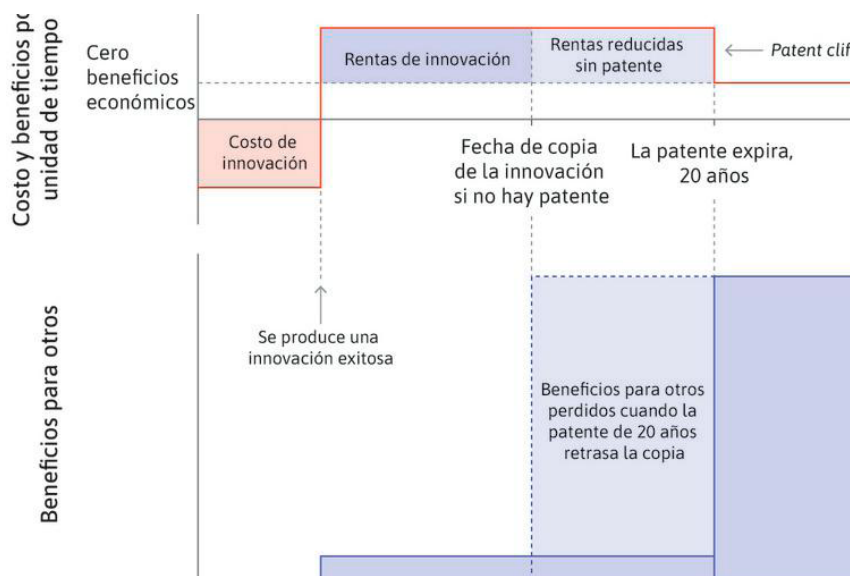 Costo y beneficios po
unidad de tiempo
Cero
beneficios
económicos
Rentas de innovación
Rentas reducidas
sin patente
Patent clif
Costo de
innovación
Fecha de copia
de la innovación
si no hay patente
La patente expira,
20 años
Se produce una
innovación exitosa
Beneficios para otros
Beneficios para otros
perdidos cuando la
patente de 20 años
retrasa la copia